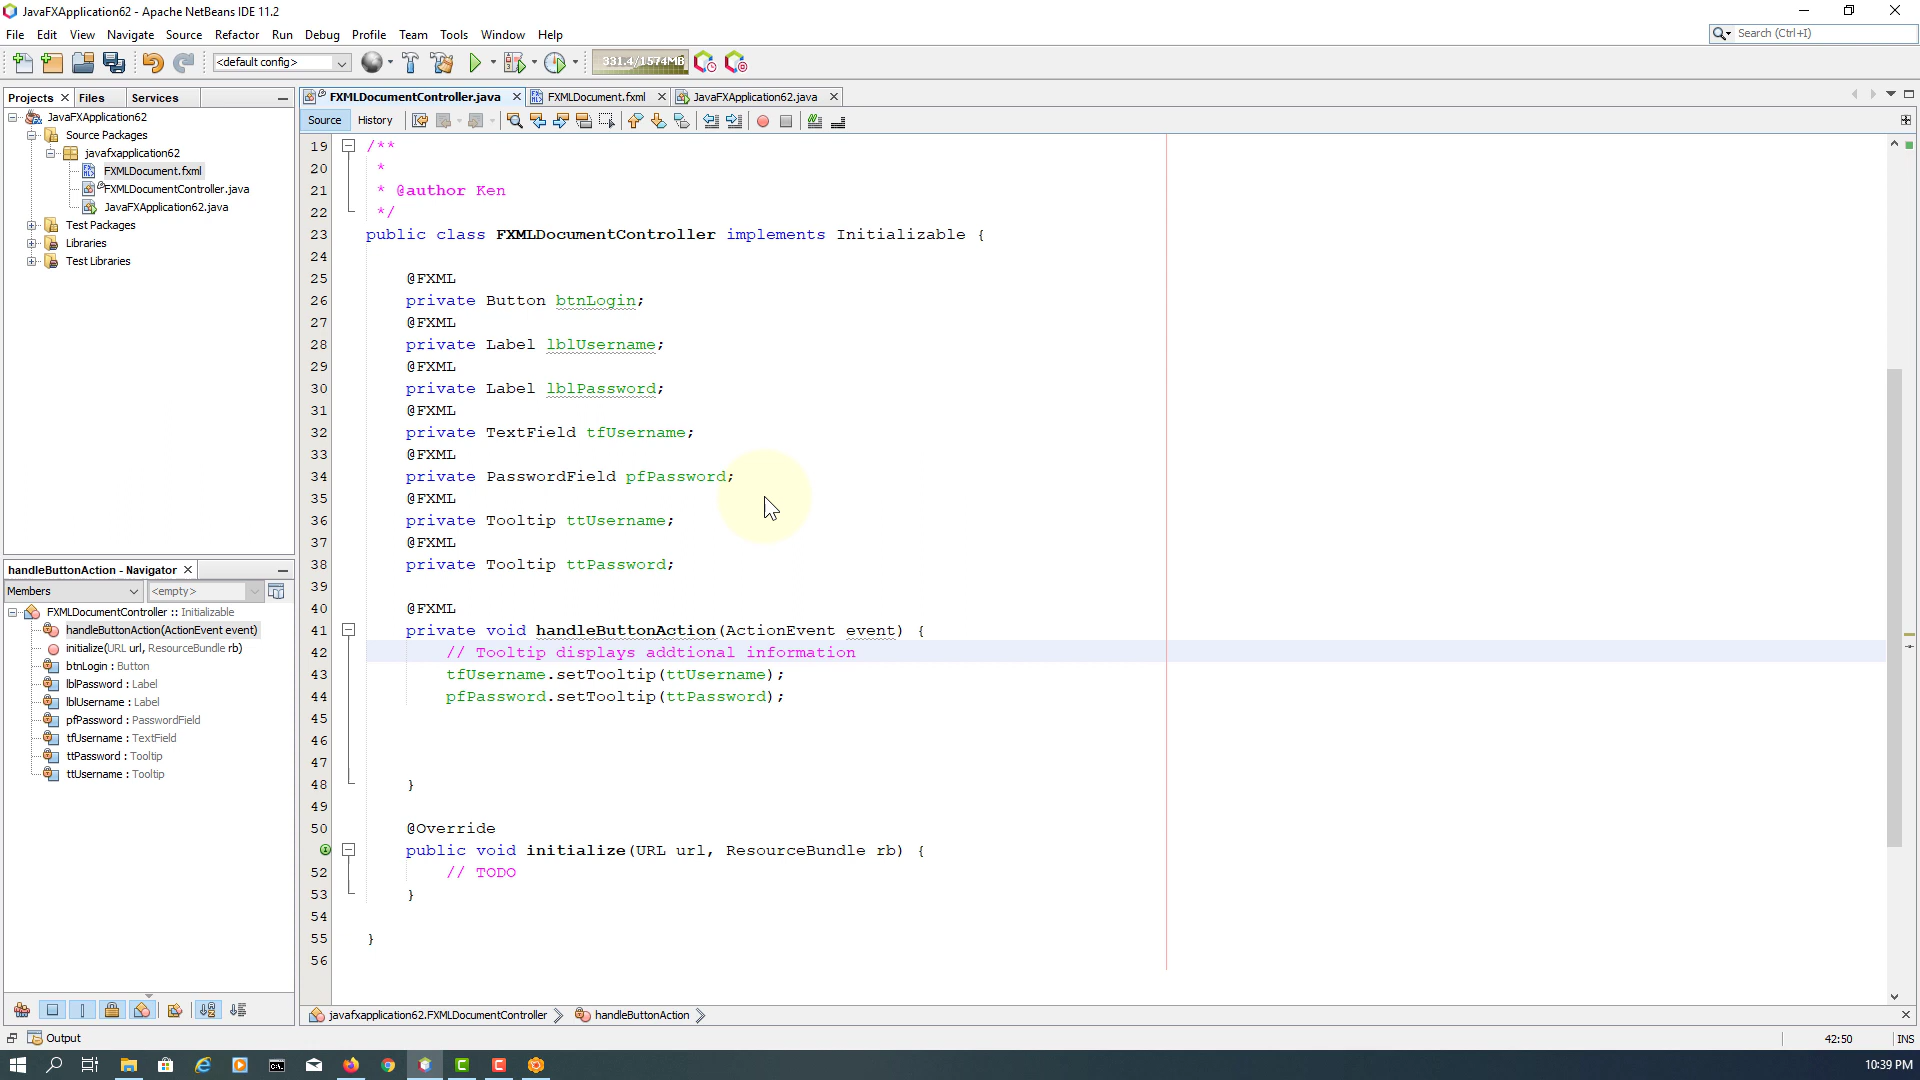 JavaFXApplication62 - Apache NetBeans IDE 11.2
File Edit View Navigate Source Refactor Run Debug Profile Team Tools Window Help
Search (Ctrl+I)
<default config>
331.4/1574MB
Projects Files Services
JavaFXApplication62
Source Packages
javafxapplication62
FXMLDocument.fxml
FXMLDocumentController.java
JavaFXApplication62.java
Test Packages
Libraries
Test Libraries
handleButtonAction - Navigator
Members <empty>
FXMLDocumentController :: Initializable
handleButtonAction(ActionEvent event)
initialize(URL url, ResourceBundle rb)
btnLogin : Button
lblPassword : Label
lblUsername : Label
pfPassword : PasswordField
tfUsername : TextField
ttPassword : Tooltip
ttUsername : Tooltip
FXMLDocumentController.java FXMLDocument.fxml JavaFXApplication62.java
Source History
19 /**
20 *
21 * @author Ken
22 */
23 public class FXMLDocumentController implements Initializable {
24
25 @FXML
26 private Button btnLogin;
27 @FXML
28 private Label lblUsername;
29 @FXML
30 private Label lblPassword;
31 @FXML
32 private TextField tfUsername;
33 @FXML
34 private PasswordField pfPassword;
35 @FXML
36 private Tooltip ttUsername;
37 @FXML
38 private Tooltip ttPassword;
39
40 @FXML
41 private void handleButtonAction(ActionEvent event) {
42 // Tooltip displays addtional information
43 tfUsername.setTooltip(ttUsername);
44 pfPassword.setTooltip(ttPassword);
45
46
47
48 }
49
50 @Override
public void initialize(URL url, ResourceBundle rb) {
52 // TODO
53 }
54
55 }
56
javafxapplication62.FXMLDocumentController handleButtonAction
Output
42:50 INS
10:39 PM